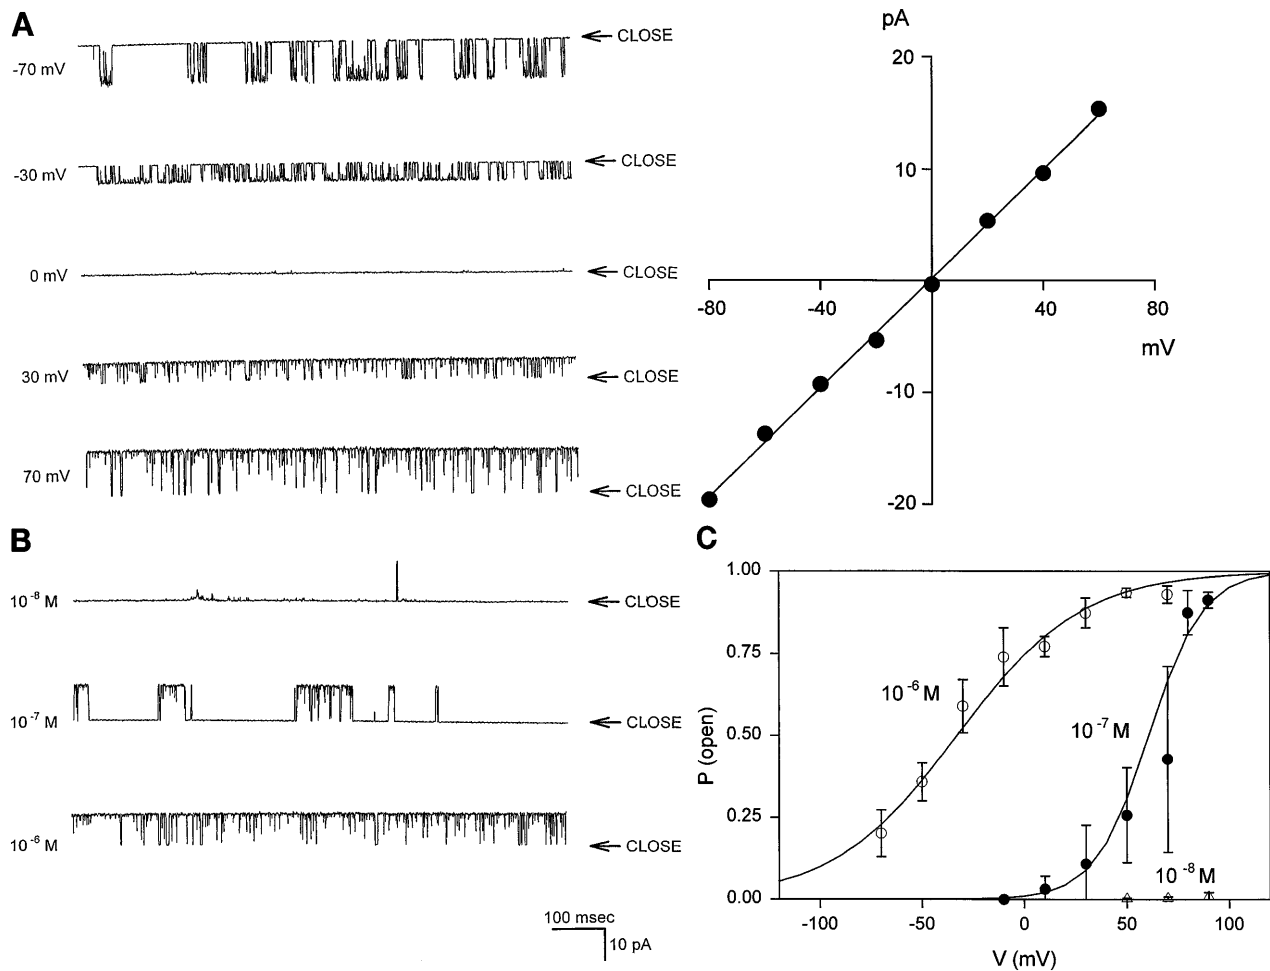 A
-70 mV
CLOSE
-30 mV
CLOSE
0 mV
CLOSE
30 mV
CLOSE
70 mV
CLOSE
pA
20
10
-80
-40
40
80
mV
-10
-20
B
10⁻⁸ M
CLOSE
10⁻⁷ M
CLOSE
10⁻⁶ M
CLOSE
100 msec
10 pA
C
1.00
0.75
0.50
0.25
0.00
P (open)
10⁻⁶ M
10⁻⁷ M
10⁻⁸ M
-100
-50
0
50
100
V (mV)